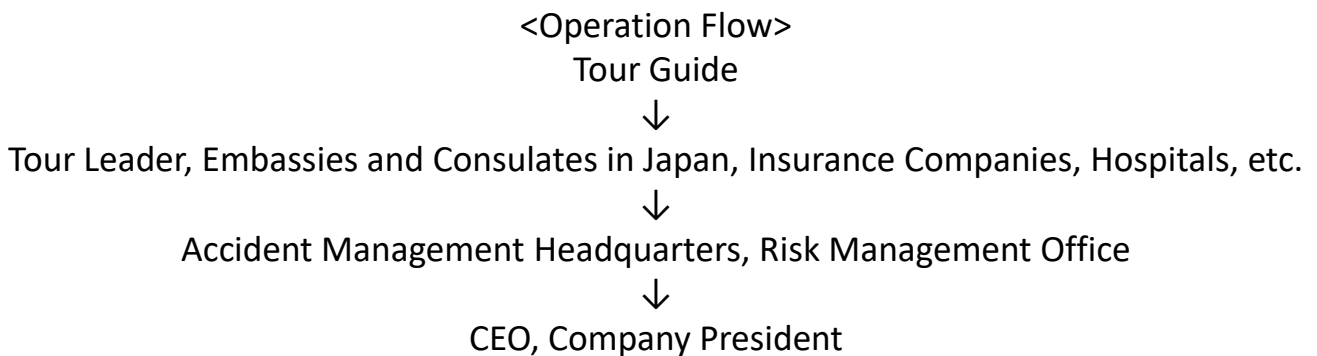 <Operation Flow>
Tour Guide
↓
Tour Leader, Embassies and Consulates in Japan, Insurance Companies, Hospitals, etc.
↓
Accident Management Headquarters, Risk Management Office
↓
CEO, Company President